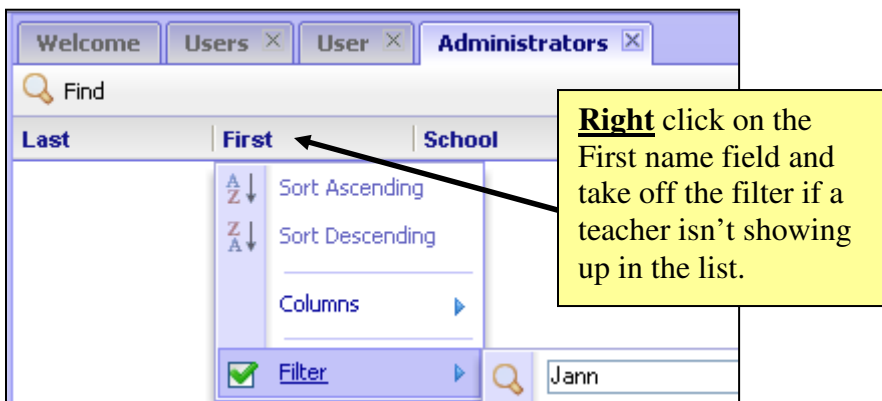 Welcome Users User Administrators
Find
Last First School
Right click on the
First name field and
take off the filter if a
teacher isn't showing
up in the list.
A Z Sort Ascending
Z A Sort Descending
Columns
Filter Jann